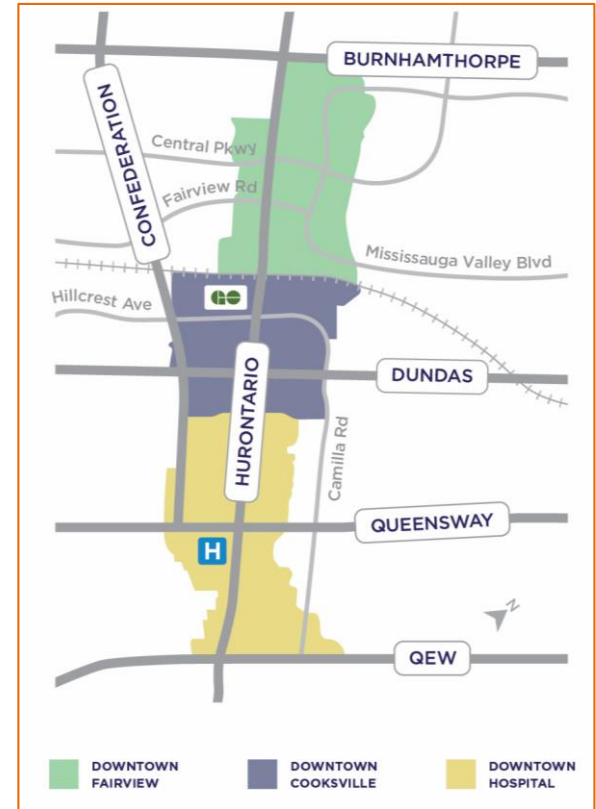 BURNHAMTHORPE
CONFEDERATION
Central Pkwy
Fairview Rd
Mississauga Valley Blvd
GO
Hillcrest Ave
HURONTARIO
DUNDAS
Camilla Rd
QUEENSWAY
H
N
QEW
DOWNTOWN
FAIRVIEW
DOWNTOWN
COOKSVILLE
DOWNTOWN
HOSPITAL